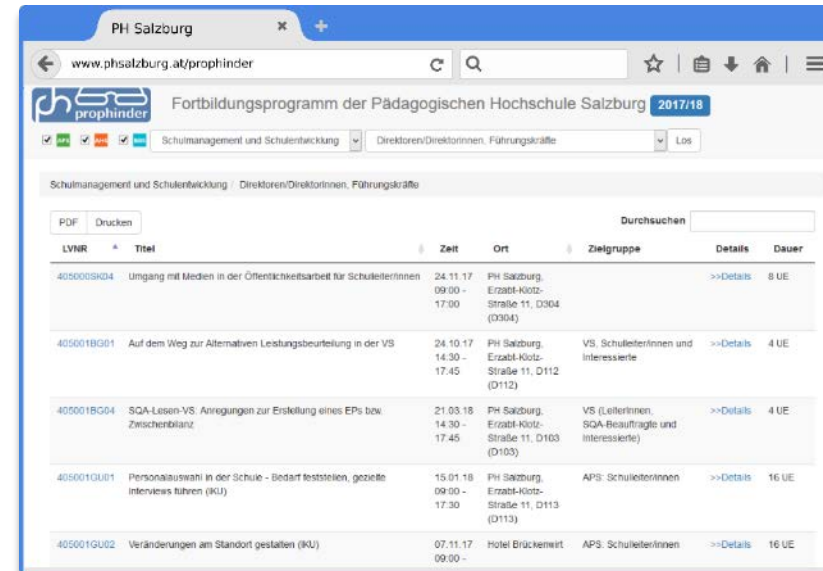 PH Salzburg
www.phsalzburg.at/prophinder
ph prophinder
Fortbildungsprogramm der Pädagogischen Hochschule Salzburg 2017/18
APS
Schulmanagement und Schulentwicklung Direktoren/Direktorinnen, Führungskräfte Los
Schulmanagement und Schulentwicklung / Direktoren/Direktorinnen, Führungskräfte
PDF Drucken Durchsuchen
LVNR Titel Zeit Ort Zielgruppe Details Dauer
405000SK04 Umgang mit Medien in der Öffentlichkeitsarbeit für Schulleiter/innen 24.11.17 PH Salzburg, >>Details 8 UE
09:00 - Erzabt-Klotz-
17:00 Straße 11, D304
(D304)
405001BG01 Auf dem Weg zur Alternativen Leistungsbeurteilung in der VS 24.10.17 PH Salzburg, VS, Schulleiter/innen und >>Details 4 UE
14:30 - Erzabt-Klotz- Interessierte
17:45 Straße 11, D112
(D112)
405001BG04 SQA-Lesen-VS: Anregungen zur Erstellung eines EPs bzw. 21.03.18 PH Salzburg, VS (LeiterInnen, >>Details 4 UE
Zwischenbilanz 14:30 - Erzabt-Klotz- SQA-Beauftragte und
17:45 Straße 11, D103 Interessierte)
(D103)
405001GU01 Personalauswahl in der Schule - Bedarf feststellen, gezielte 15.01.18 PH Salzburg, APS: Schulleiter/innen >>Details 16 UE
Interviews führen (IKU) 09:00 - Erzabt-Klotz-
17:30 Straße 11, D113
(D113)
405001GU02 Veränderungen am Standort gestalten (IKU) 07.11.17 Hotel Brückenwirt APS: Schulleiter/innen >>Details 16 UE
09:00 -